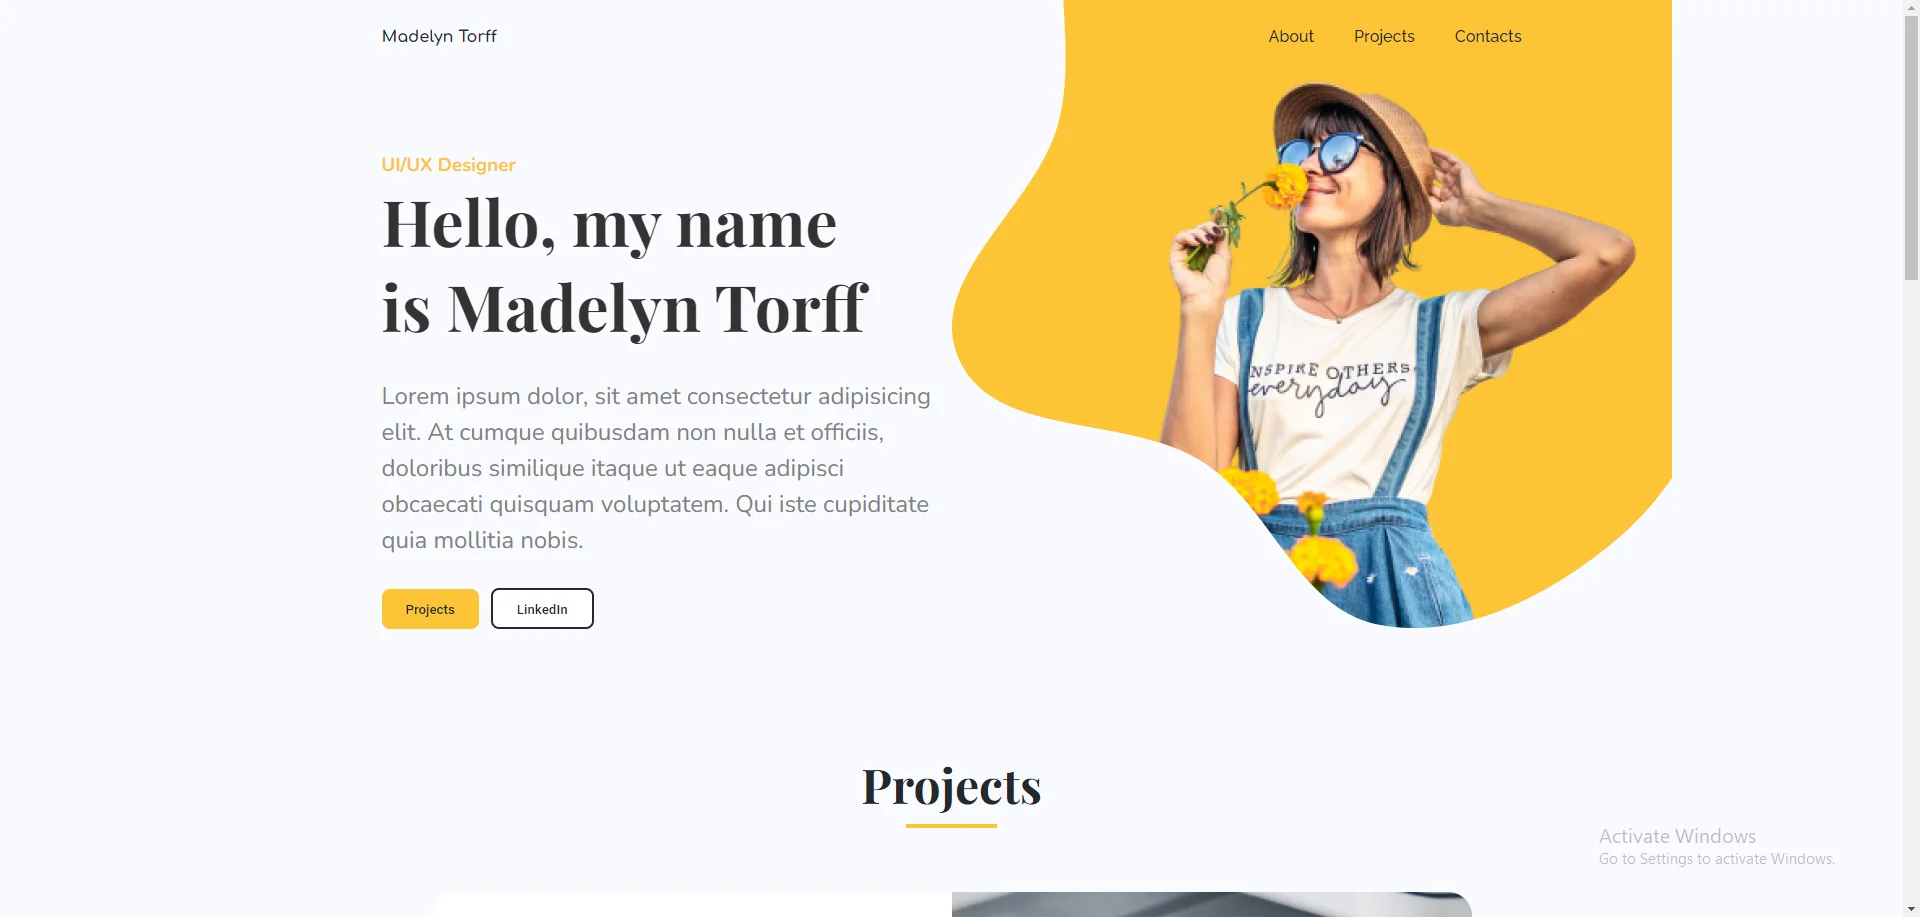 Madelyn Torff
About
Projects
Contacts
UI/UX Designer
Hello, my name
is Madelyn Torff
Lorem ipsum dolor, sit amet consectetur adipisicing
elit. At cumque quibusdam non nulla et officiis,
doloribus similique itaque ut eaque adipisci
obcaecati quisquam voluptatem. Qui iste cupiditate
quia mollitia nobis.
Projects
LinkedIn
NSPIRE OTHERS
everyday
Projects
Activate Windows
Go to Settings to activate Windows.